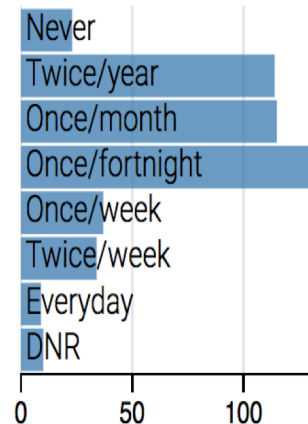 Never
Twice/year
Once/month
Once/fortnight
Once/week
Twice/week
Everyday
DNR
0 50 100